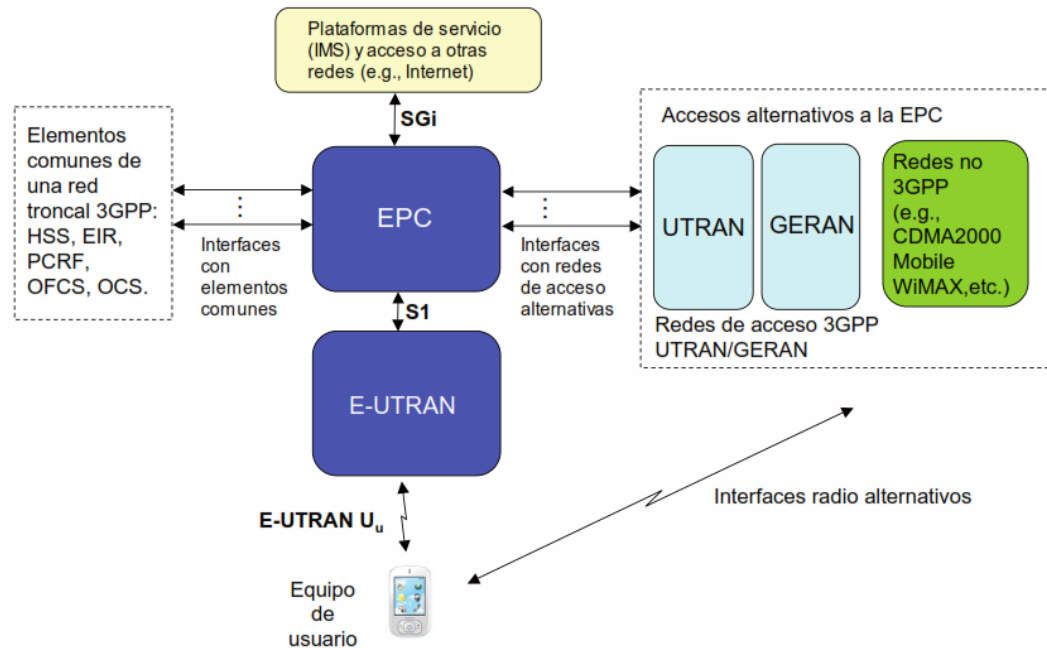 Plataformas de servicio
(IMS) y acceso a otras
redes (e.g., Internet)
SGi
Elementos
comunes de
una red
troncal 3GPP:
HSS, EIR,
PCRF,
OFCS, OCS.
Interfaces
con
elementos
comunes
EPC
Interfaces
con redes
de acceso
alternativas
Accesos alternativos a la EPC
UTRAN
GERAN
Redes no
3GPP
(e.g.,
CDMA2000
Mobile
WiMAX,etc.)
Redes de acceso 3GPP
UTRAN/GERAN
S1
E-UTRAN
E-UTRAN Uu
Interfaces radio alternativos
Equipo
de
usuario